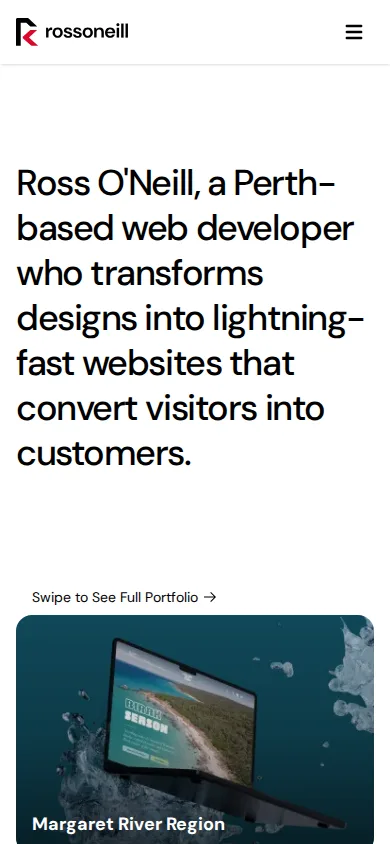 rossoneill
Ross O'Neill, a Perth-
based web developer
who transforms
designs into lightning-
fast websites that
convert visitors into
customers.
Swipe to See Full Portfolio →
SEASON
Margaret River Region